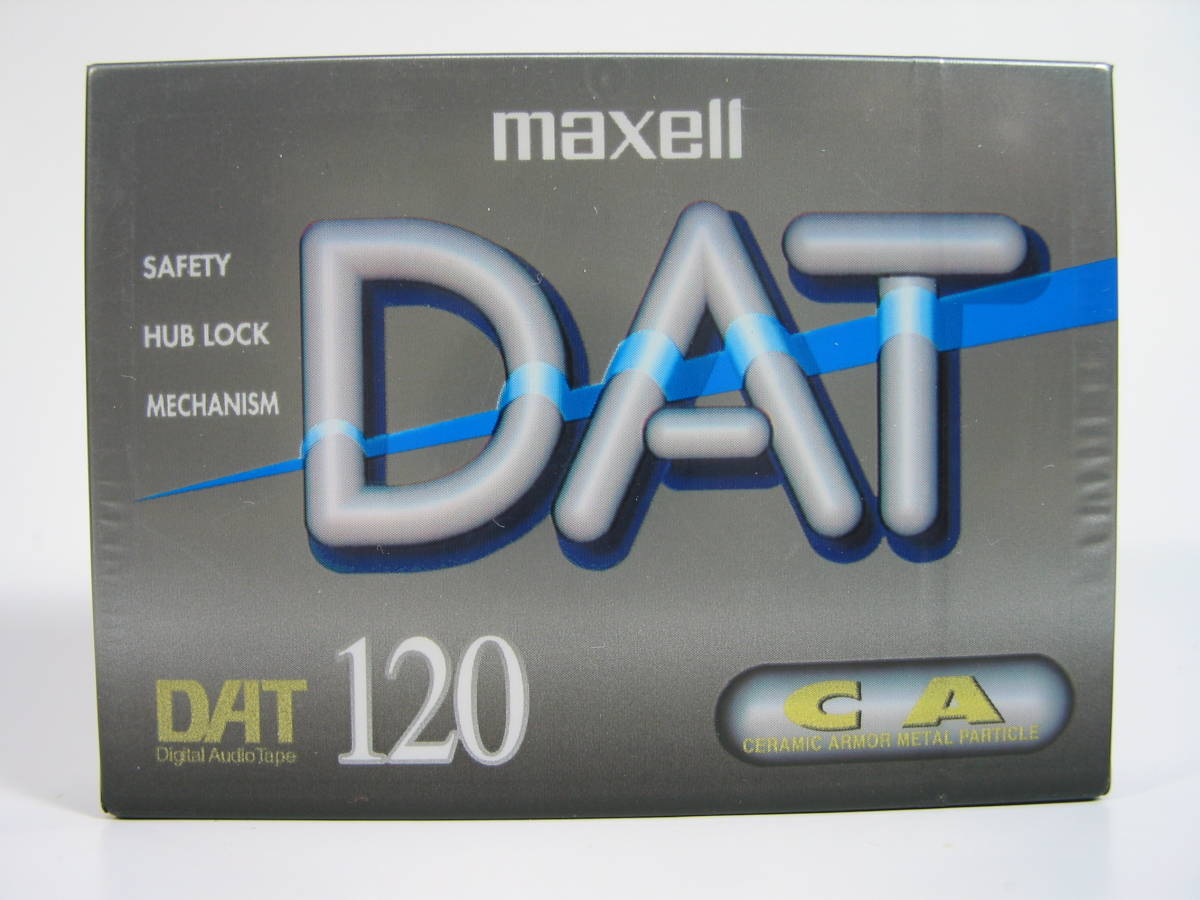 maxell
SAFETY
HUB LOCK
MECHANISM
DAT
DAT
Digital Audio Tape
120
CA
CERAMIC ARMOR METAL PARTICLE